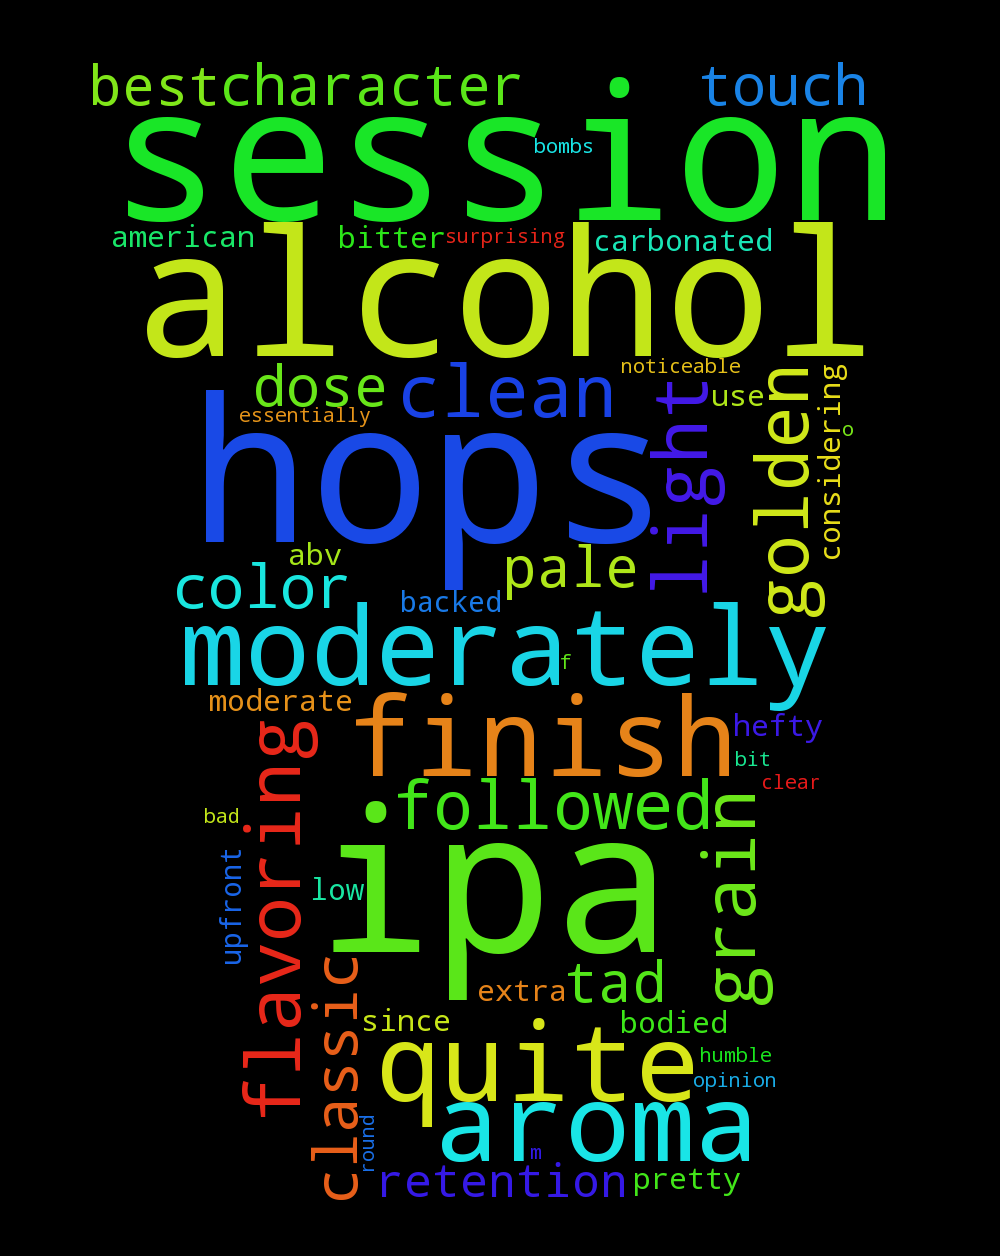 best character touch
session
bombs
american bitter surprising carbonated
alcohol
noticeable
dose clean use
essentially
light
golden
considering
o
hops
abv pale
color backed
moderately
f
moderate finish hefty
bit
clear
followed
bad
flavoring
upfront
grain
low ipa
extra tad
classic
since bodied
quite humble
opinion
aroma
round
m
retention pretty